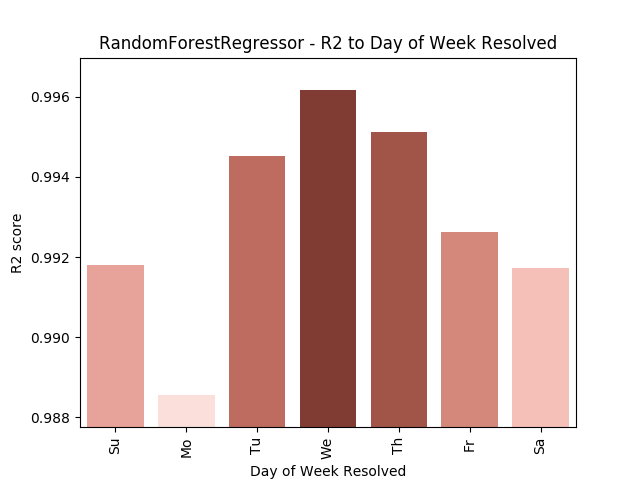 RandomForestRegressor - R2 to Day of Week Resolved
R2 score
0.996
0.994
0.992
0.990
0.988
Su Mo Tu We Th Fr Sa
Day of Week Resolved